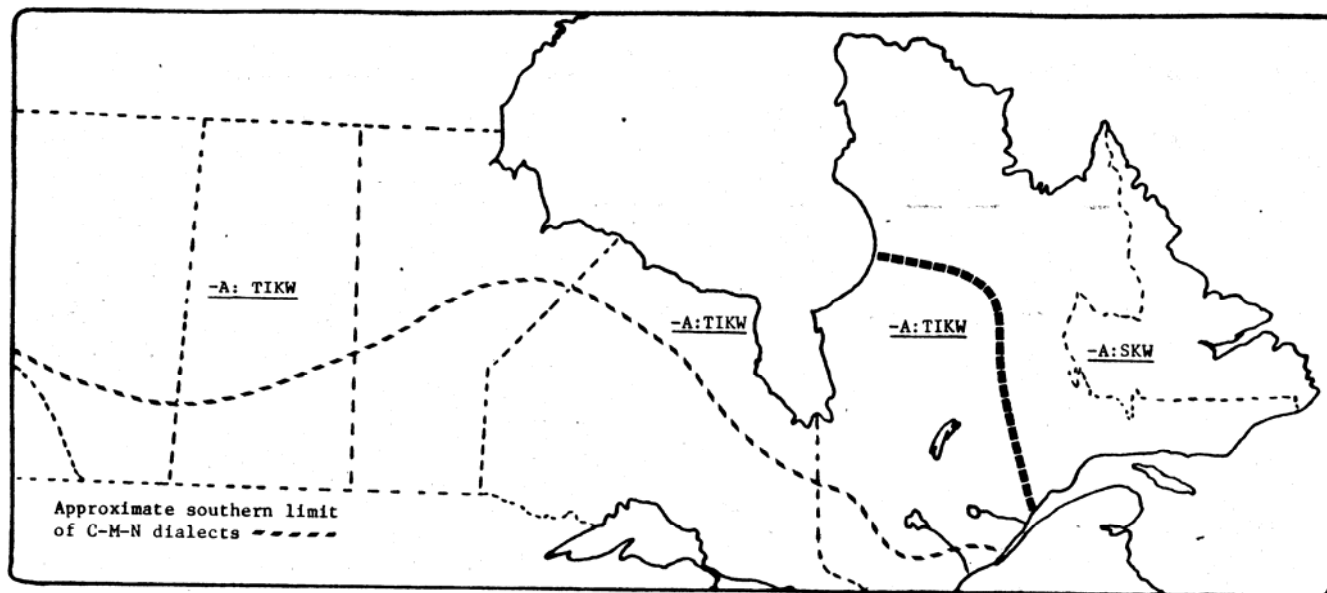 -A: TIKW
-A:TIKW
-A:TIKW
-A:SKW
Approximate southern limit
of C-M-N dialects